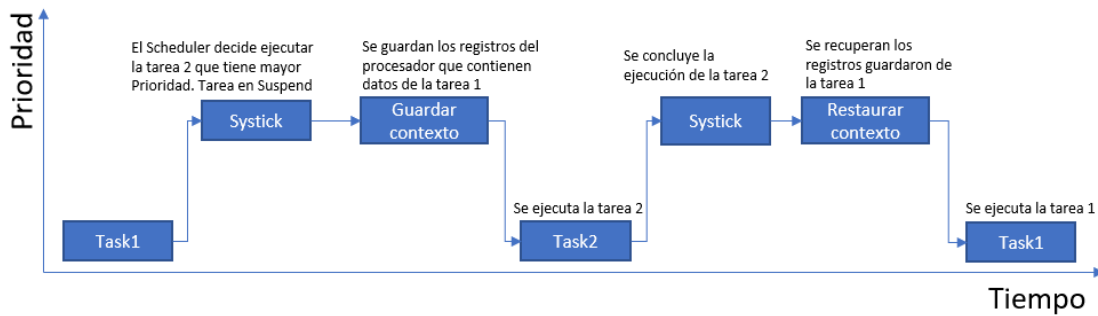 Prioridad
El Scheduler decide ejecutar
la tarea 2 que tiene mayor
Prioridad. Tarea en Suspend
Systick
Se guardan los registros del
procesador que contienen
datos de la tarea 1
Guardar
contexto
Se concluye la
ejecución de la tarea 2
Systick
Se recuperan los
registros guardaron de
la tarea 1
Restaurar
contexto
Task1
Se ejecuta la tarea 2
Task2
Se ejecuta la tarea 1
Task1
Tiempo